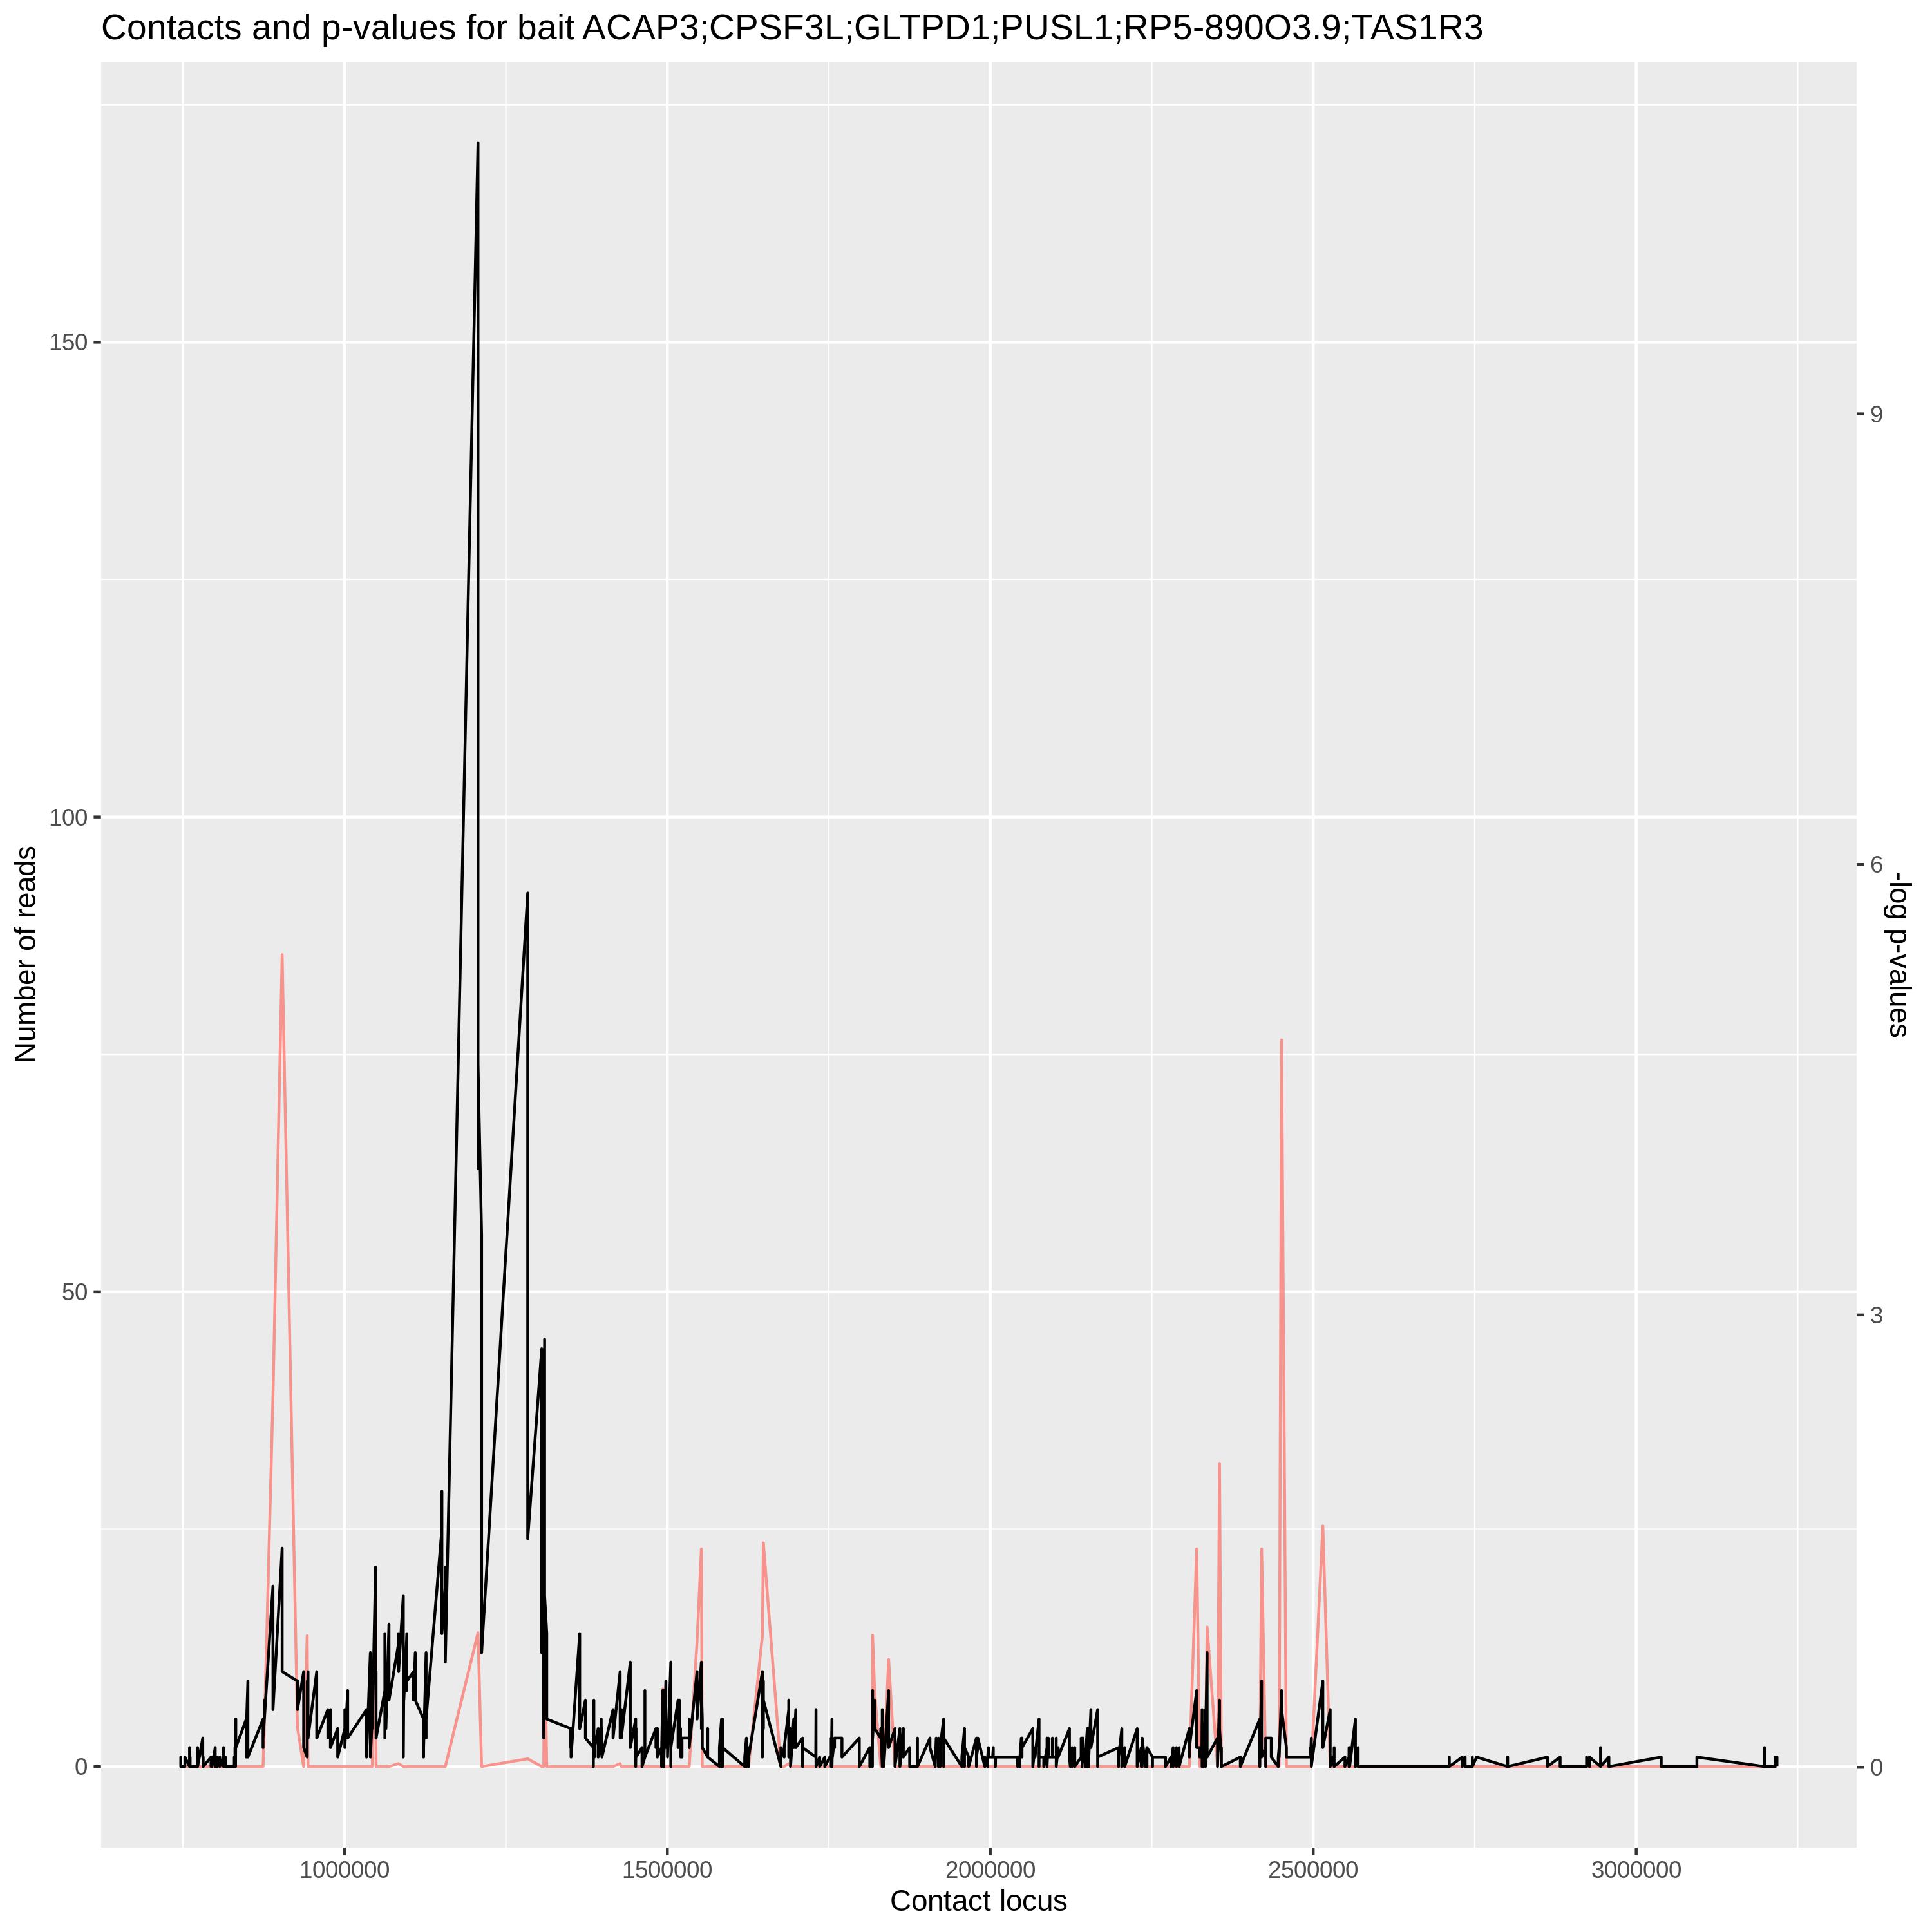 Contacts and p-values for bait ACAP3;CPSF3L;GLTPD1;PUSL1;RP5-890O3.9;TAS1R3
Number of reads
150
100
50
0
9
6
3
0
-log p-values
1000000 1500000 2000000 2500000 3000000
Contact locus